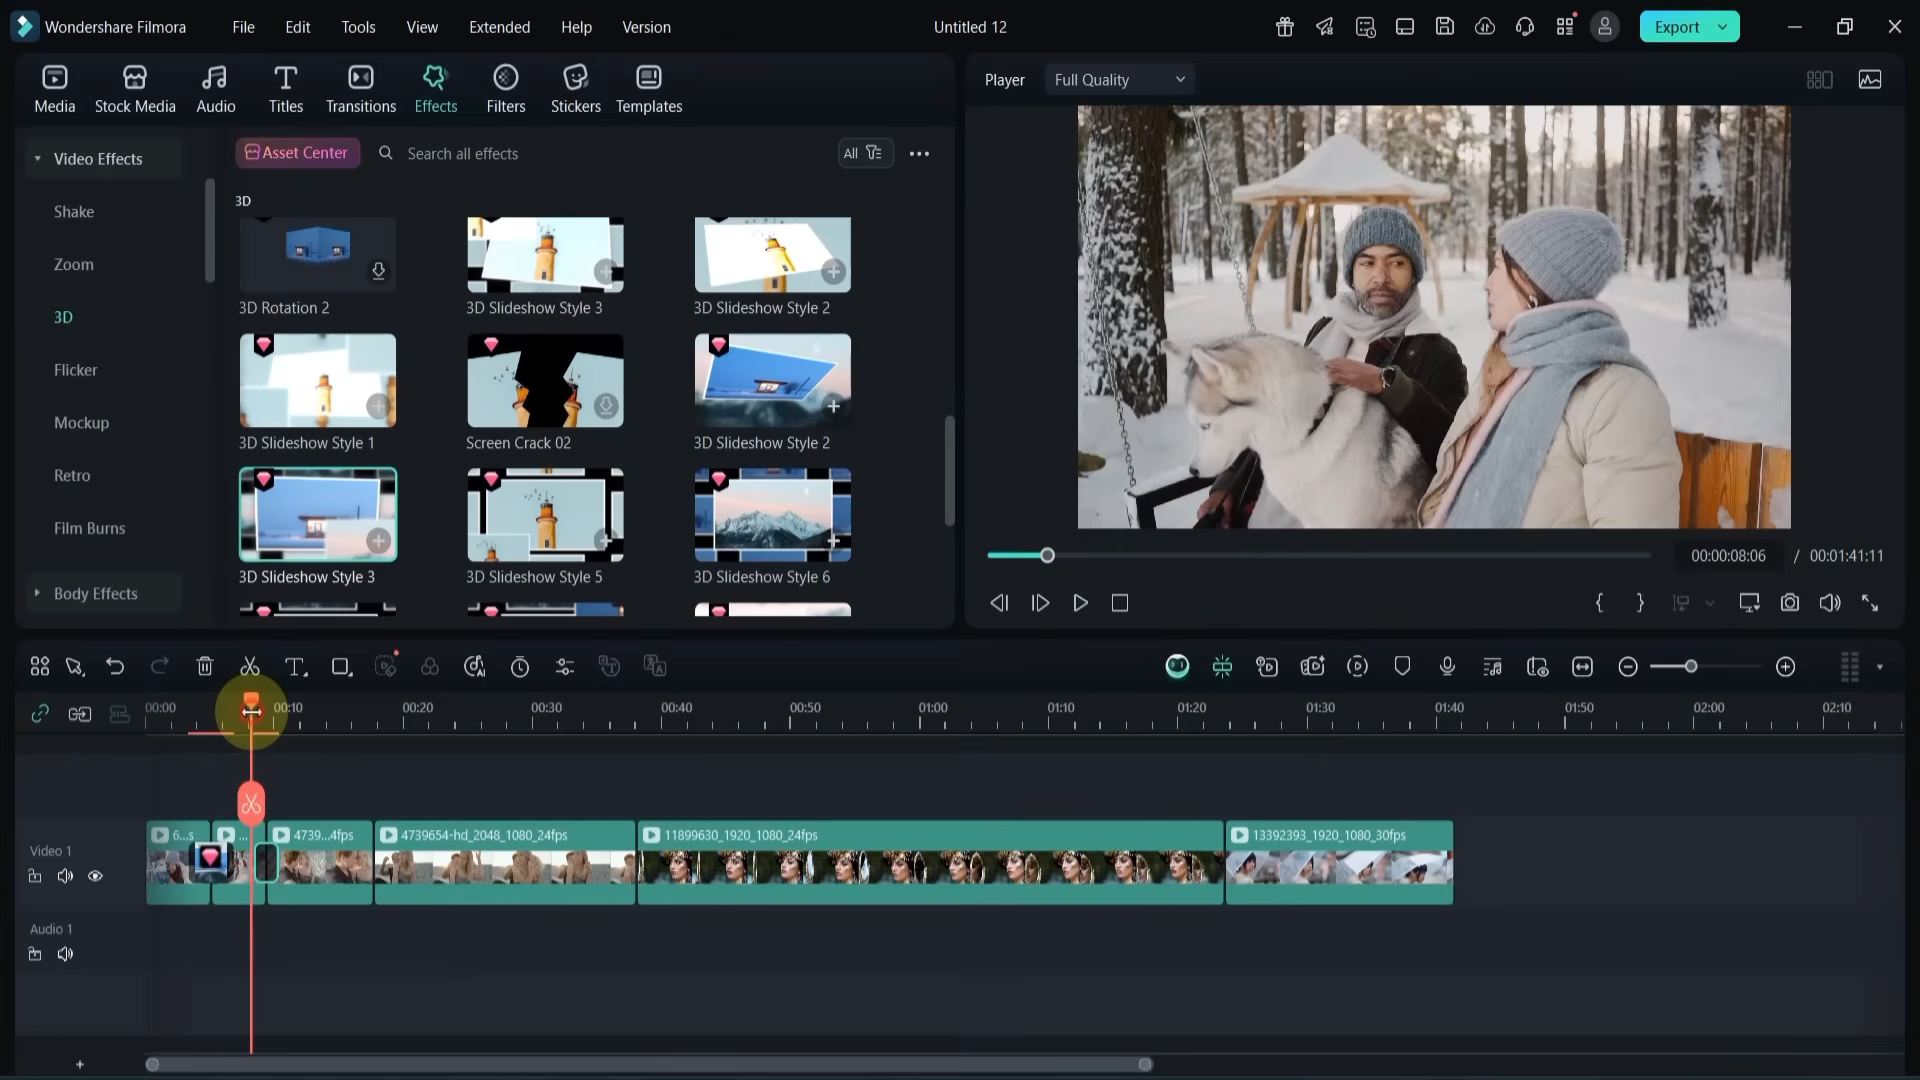 Wondershare Filmora
File
Edit
Tools
View
Extended
Help
Version
Untitled 12
Export
Media
Stock Media
Audio
Titles
Transitions
Effects
Filters
Stickers
Templates
Player
Full Quality
Video Effects
Shake
Zoom
3D
Flicker
Mockup
Retro
Film Burns
Body Effects
Asset Center
Search all effects
All
3D
3D Rotation 2
3D Slideshow Style 3
3D Slideshow Style 2
3D Slideshow Style 1
Screen Crack 02
3D Slideshow Style 2
3D Slideshow Style 3
3D Slideshow Style 5
3D Slideshow Style 6
00:00:08:06 / 00:01:41:11
00:00
00:10
00:20
00:30
00:40
00:50
01:00
01:10
01:20
01:30
01:40
01:50
02:00
02:10
Video 1
6...s
...
4739...4fps
4739654-hd_2048_1080_24fps
11899630_1920_1080_24fps
13392393_1920_1080_30fps
Audio 1